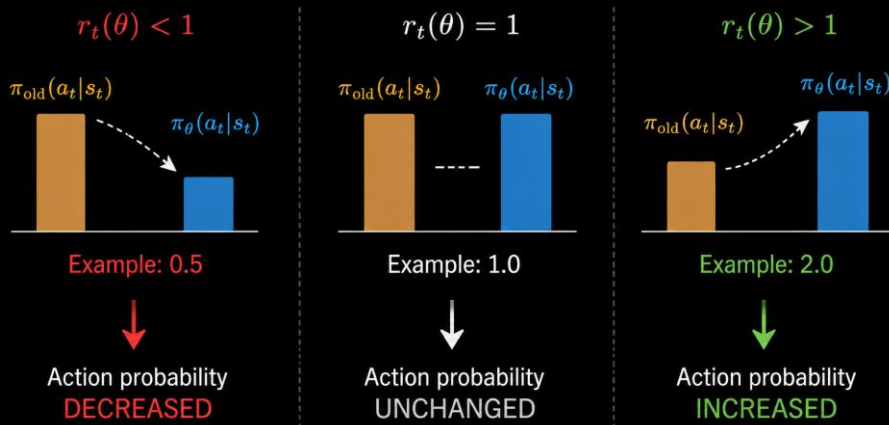 r_t(θ) < 1
π_old(a_t|s_t)
π_θ(a_t|s_t)
Example: 0.5
Action probability
DECREASED
r_t(θ) = 1
π_old(a_t|s_t)
π_θ(a_t|s_t)
Example: 1.0
Action probability
UNCHANGED
r_t(θ) > 1
π_old(a_t|s_t)
π_θ(a_t|s_t)
Example: 2.0
Action probability
INCREASED